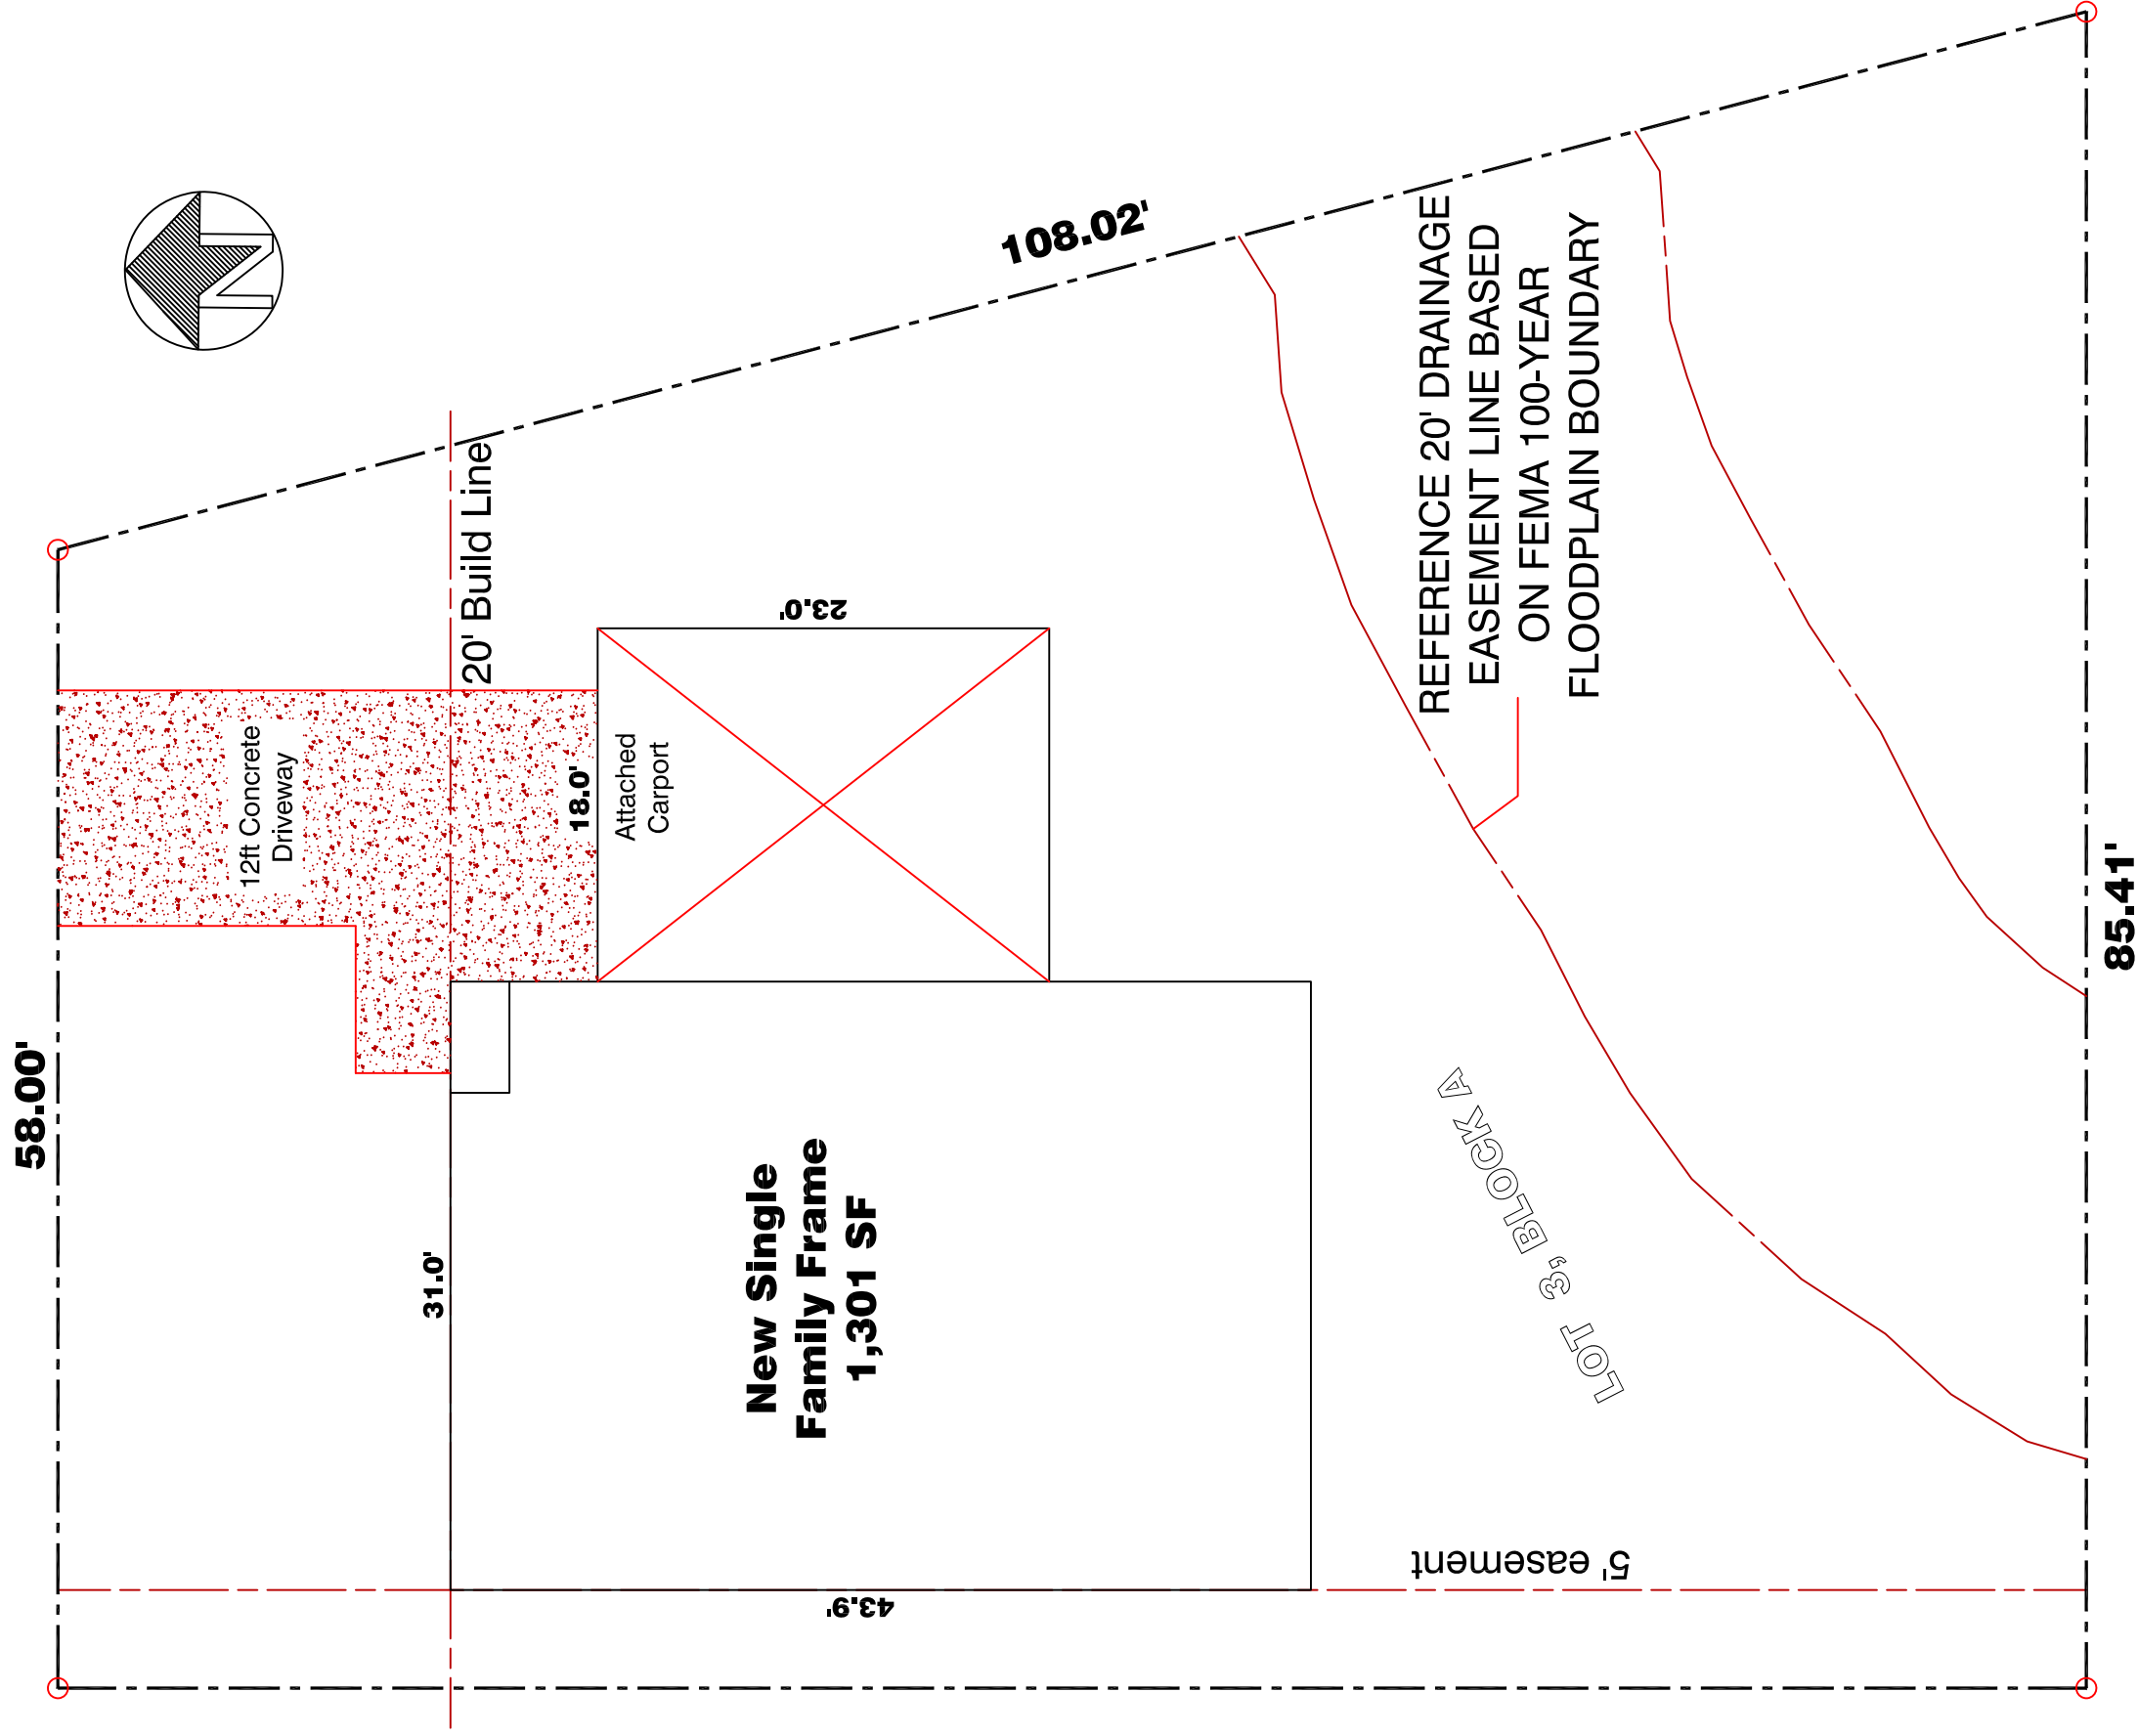 58.00'
N
108.02'
20' Build Line
12ft Concrete
Driveway
18.0'
Attached
Carport
23.0'
REFERENCE 20' DRAINAGE
EASEMENT LINE BASED
ON FEMA 100-YEAR
FLOODPLAIN BOUNDARY
85.41'
31.0'
New Single
Family Frame
1,301 SF
LOT 3, BLOCK A
43.9'
5' easement